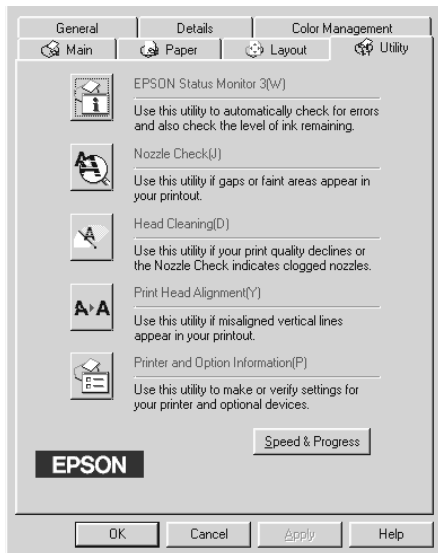 General Details Color Management
Main Paper Layout Utility
EPSON Status Monitor 3(W)
Use this utility to automatically check for errors
and also check the level of ink remaining.
Nozzle Check(J)
Use this utility if gaps or faint areas appear in
your printout.
Head Cleaning(D)
Use this utility if your print quality declines or
the Nozzle Check indicates clogged nozzles.
Print Head Alignment(Y)
A A
Use this utility if misaligned vertical lines
appear in your printout.
Printer and Option Information(P)
Use this utility to make or verify settings for
your printer and optional devices.
Speed & Progress
EPSON
OK Cancel Apply Help